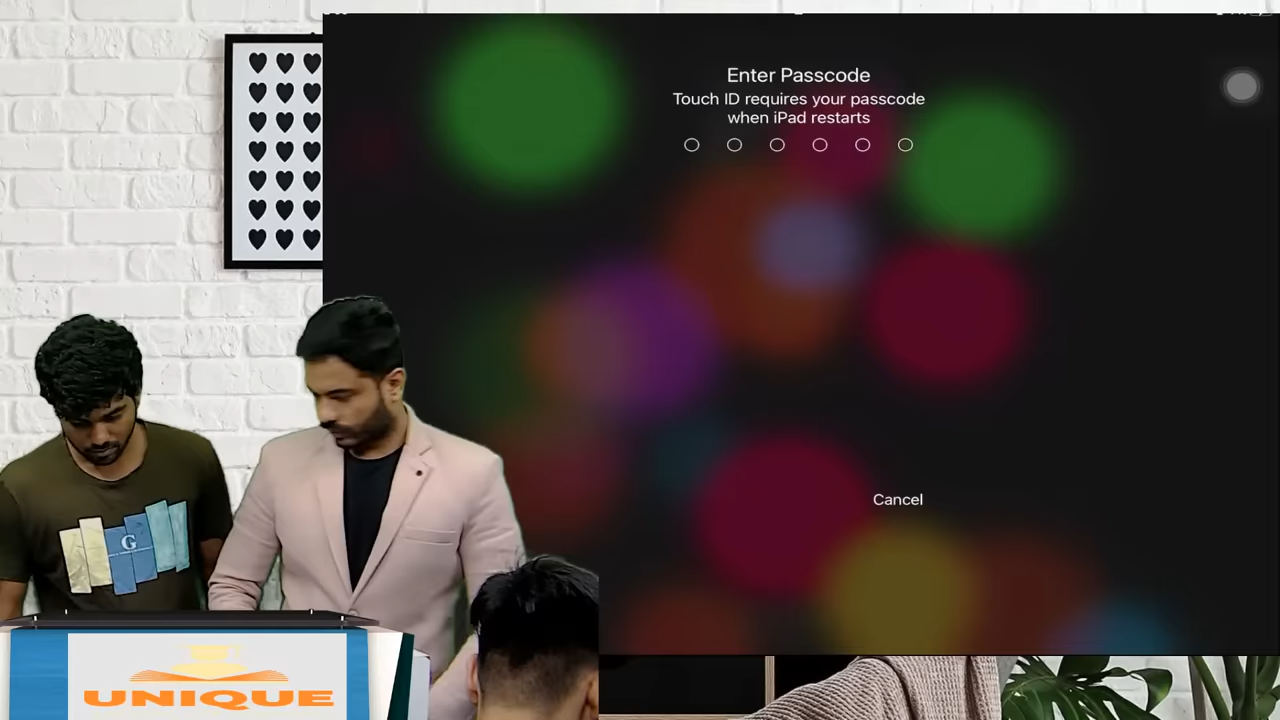 Enter Passcode
Touch ID requires your passcode
when iPad restarts
Cancel
G
UNIQUE